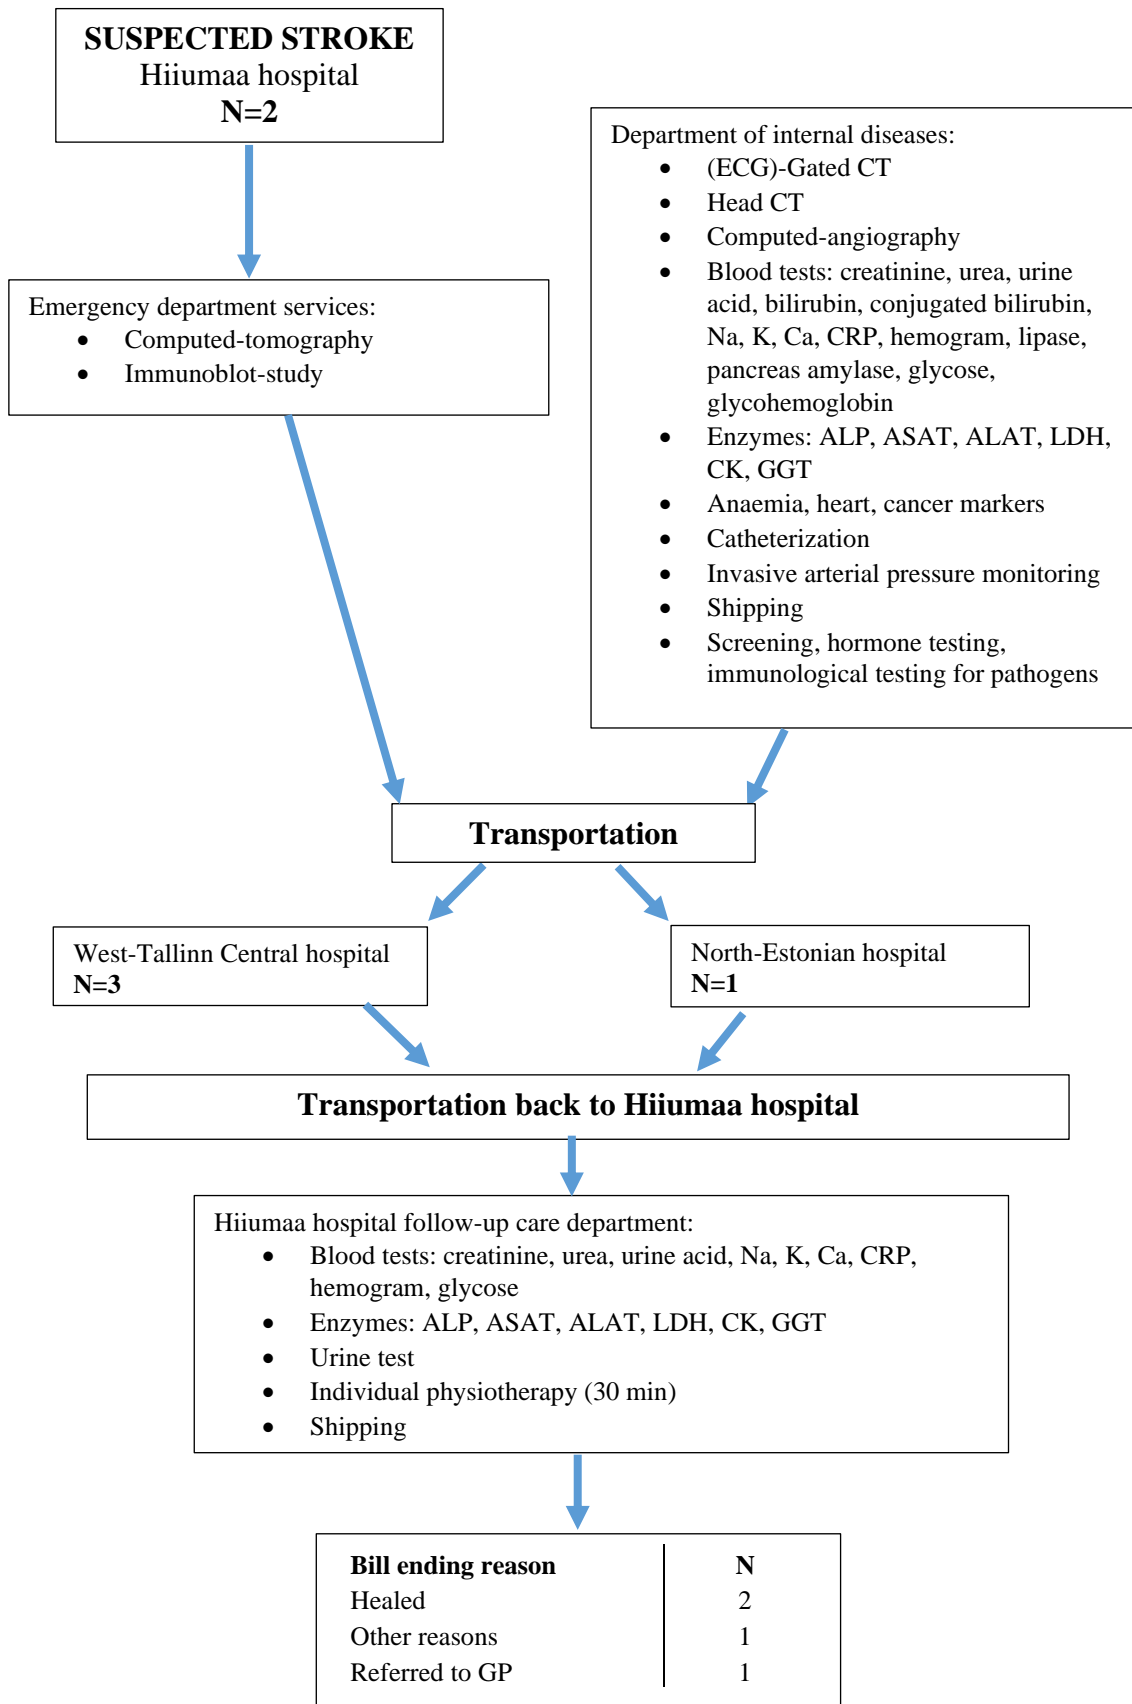 SUSPECTED STROKE
Hiiumaa hospital
N=2
Department of internal diseases:
• (ECG)-Gated CT
• Head CT
• Computed-angiography
• Blood tests: creatinine, urea, urine
acid, bilirubin, conjugated bilirubin,
Na, K, Ca, CRP, hemogram, lipase,
pancreas amylase, glycose,
glycohemoglobin
• Enzymes: ALP, ASAT, ALAT, LDH,
CK, GGT
• Anaemia, heart, cancer markers
• Catheterization
• Invasive arterial pressure monitoring
• Shipping
• Screening, hormone testing,
immunological testing for pathogens
Emergency department services:
• Computed-tomography
• Immunoblot-study
Transportation
West-Tallinn Central hospital
N=3
North-Estonian hospital
N=1
Transportation back to Hiiumaa hospital
Hiiumaa hospital follow-up care department:
• Blood tests: creatinine, urea, urine acid, Na, K, Ca, CRP,
hemogram, glycose
• Enzymes: ALP, ASAT, ALAT, LDH, CK, GGT
• Urine test
• Individual physiotherapy (30 min)
• Shipping
Bill ending reason N
Healed 2
Other reasons 1
Referred to GP 1